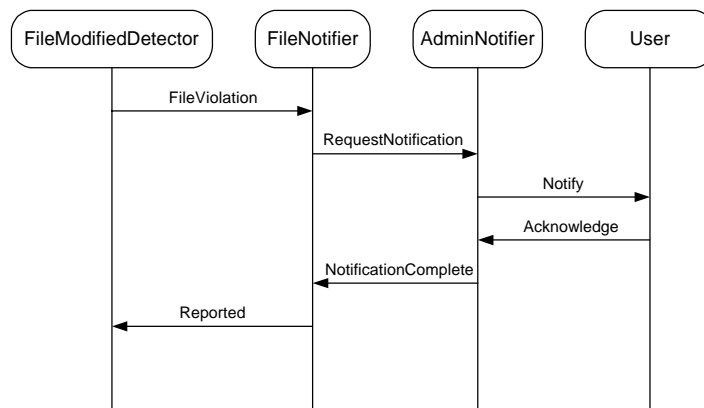 FileModifiedDetector
FileNotifier
AdminNotifier
User
FileViolation
RequestNotification
Notify
Acknowledge
NotificationComplete
Reported